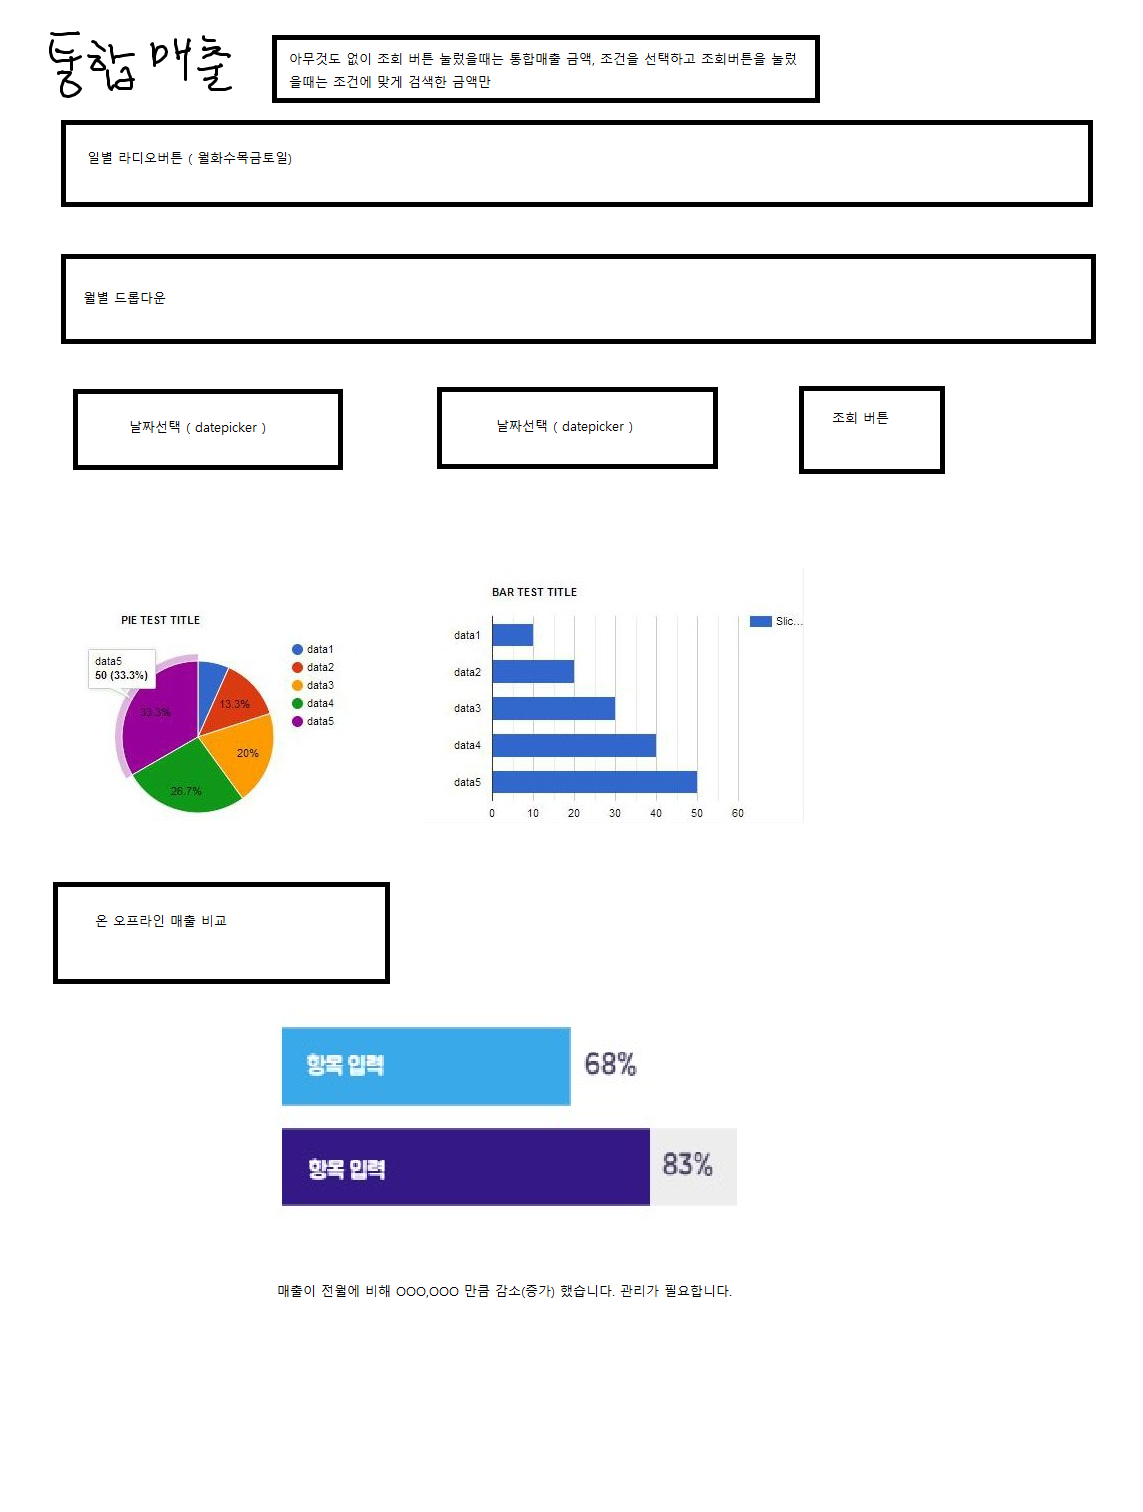 통합 매출
아무것도 없이 조회 버튼 눌렀을때는 통합매출 금액, 조건을 선택하고 조회버튼을 눌렀
을때는 조건에 맞게 검색한 금액만
일별 라디오버튼 ( 월화수목금토일)
월별 드롭다운
날짜선택 ( datepicker )
날짜선택 ( datepicker )
조회 버튼
PIE TEST TITLE
data5
50 (33.3%)
33.3%
13.3%
20%
26.7%
data1
data2
data3
data4
data5
BAR TEST TITLE
Slic...
data1
data2
data3
data4
data5
0 10 20 30 40 50 60
온 오프라인 매출 비교
항목 입력 68%
항목 입력 83%
매출이 전월에 비해 OOO,OOO 만큼 감소(증가) 했습니다. 관리가 필요합니다.